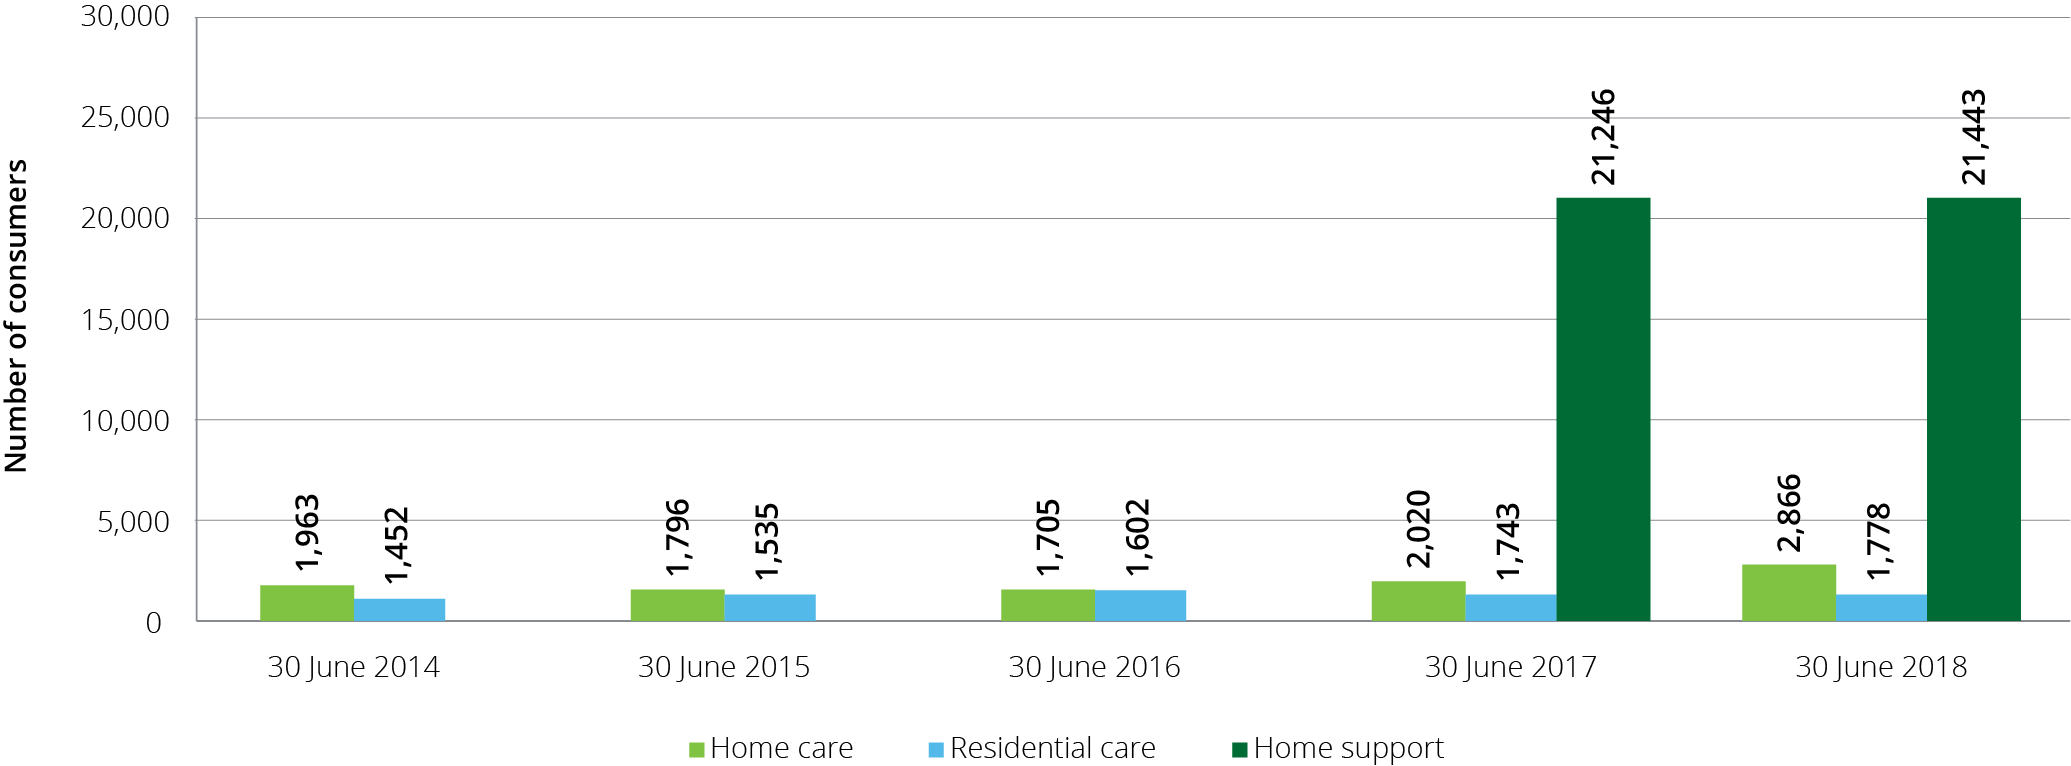 30,000
25,000
20,000
15,000
10,000
5,000
0
Number of consumers
1,963
1,452
1,796
1,535
1,705
1,602
2,020
1,743
21,246
2,866
1,778
21,443
30 June 2014
30 June 2015
30 June 2016
30 June 2017
30 June 2018
Home care
Residential care
Home support